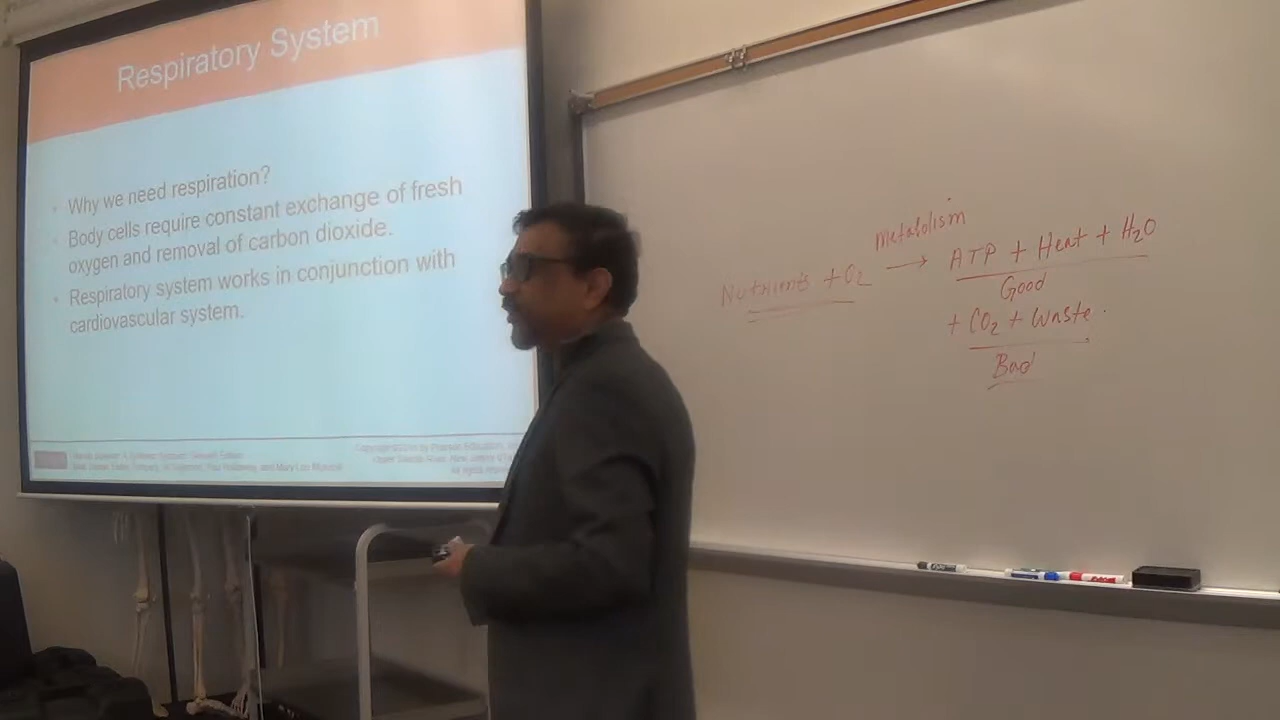 Respiratory System
Why we need respiration?
Body cells require constant exchange of fresh
oxygen and removal of carbon dioxide.
Respiratory system works in conjunction with
cardiovascular system.
Metabolism
Nutrients + O₂ → ATP + Heat + H₂O
Good
+ CO₂ + Waste.
Bad